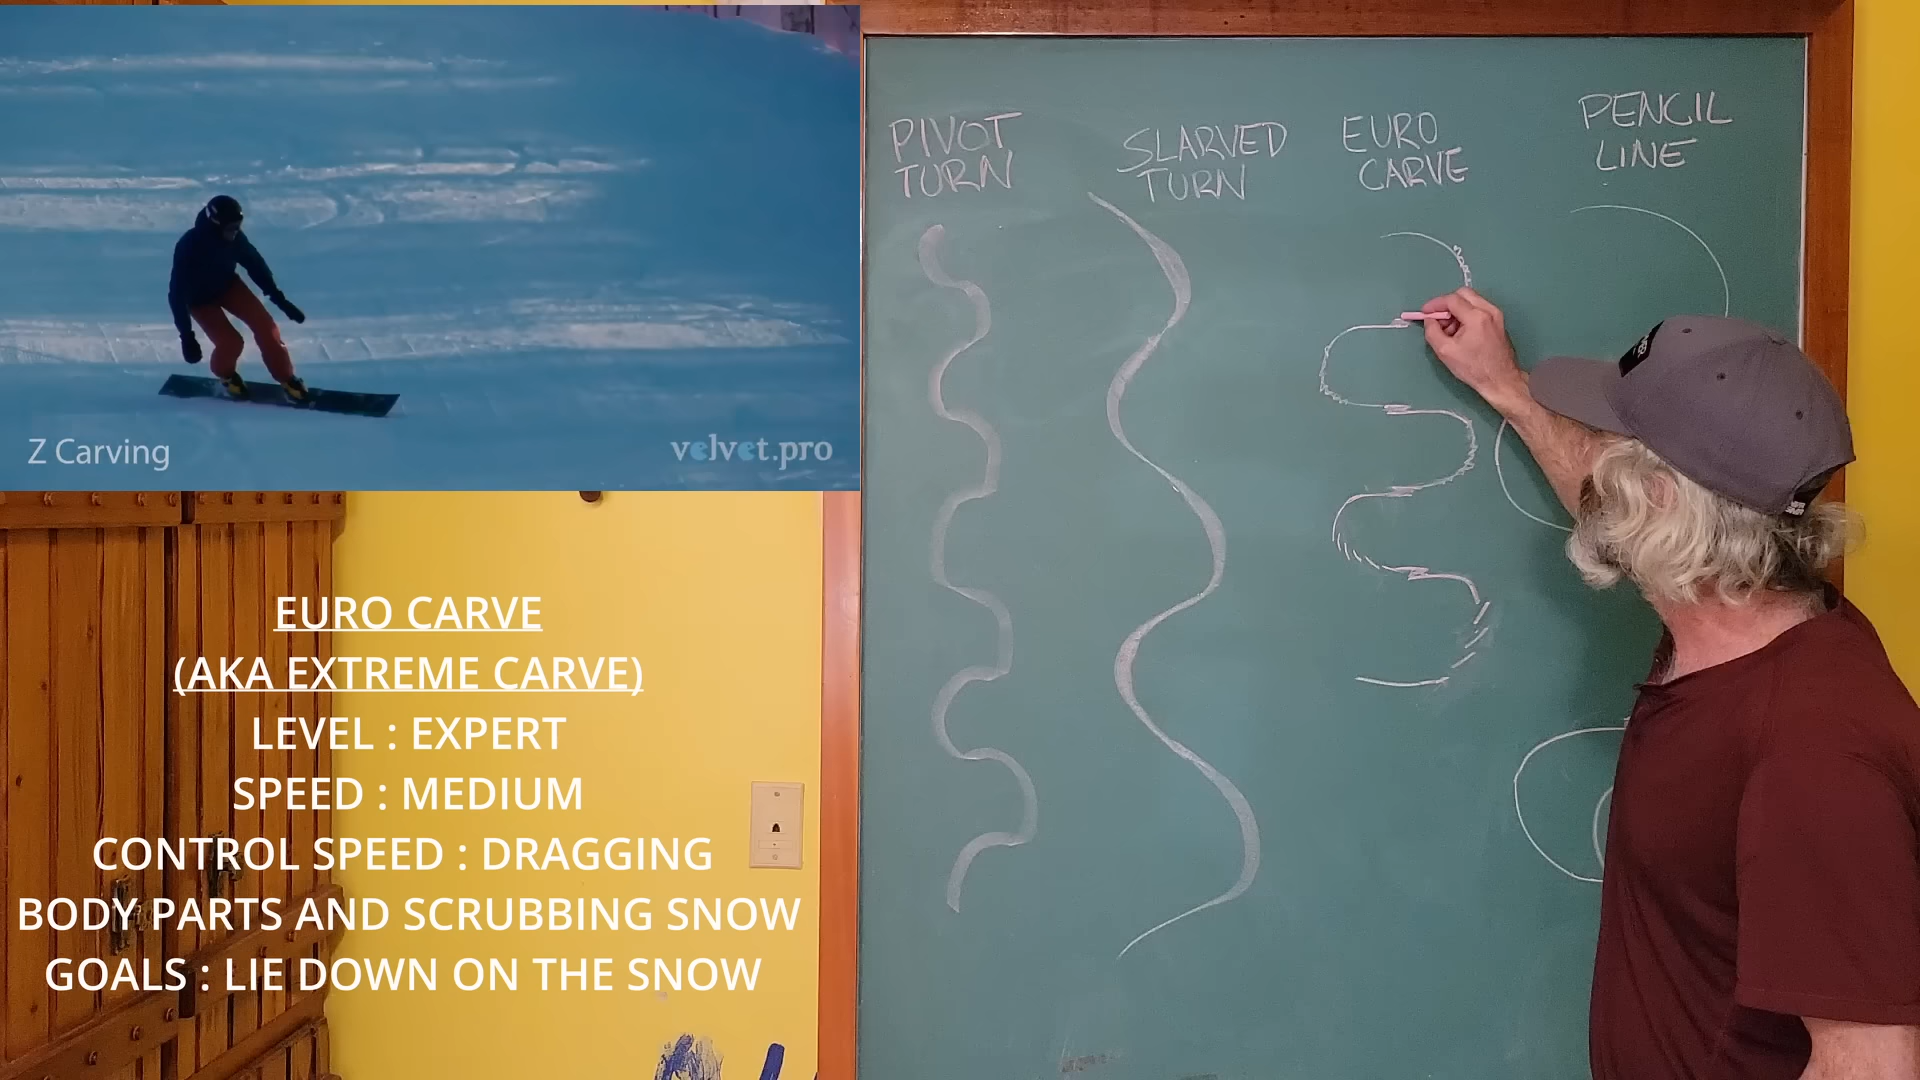 Z Carving
velvet.pro
EURO CARVE
(AKA EXTREME CARVE)
LEVEL : EXPERT
SPEED : MEDIUM
CONTROL SPEED : DRAGGING
BODY PARTS AND SCRUBBING SNOW
GOALS : LIE DOWN ON THE SNOW
PIVOT
TURN
SLARVED
TURN
EURO
CARVE
PENCIL
LINE